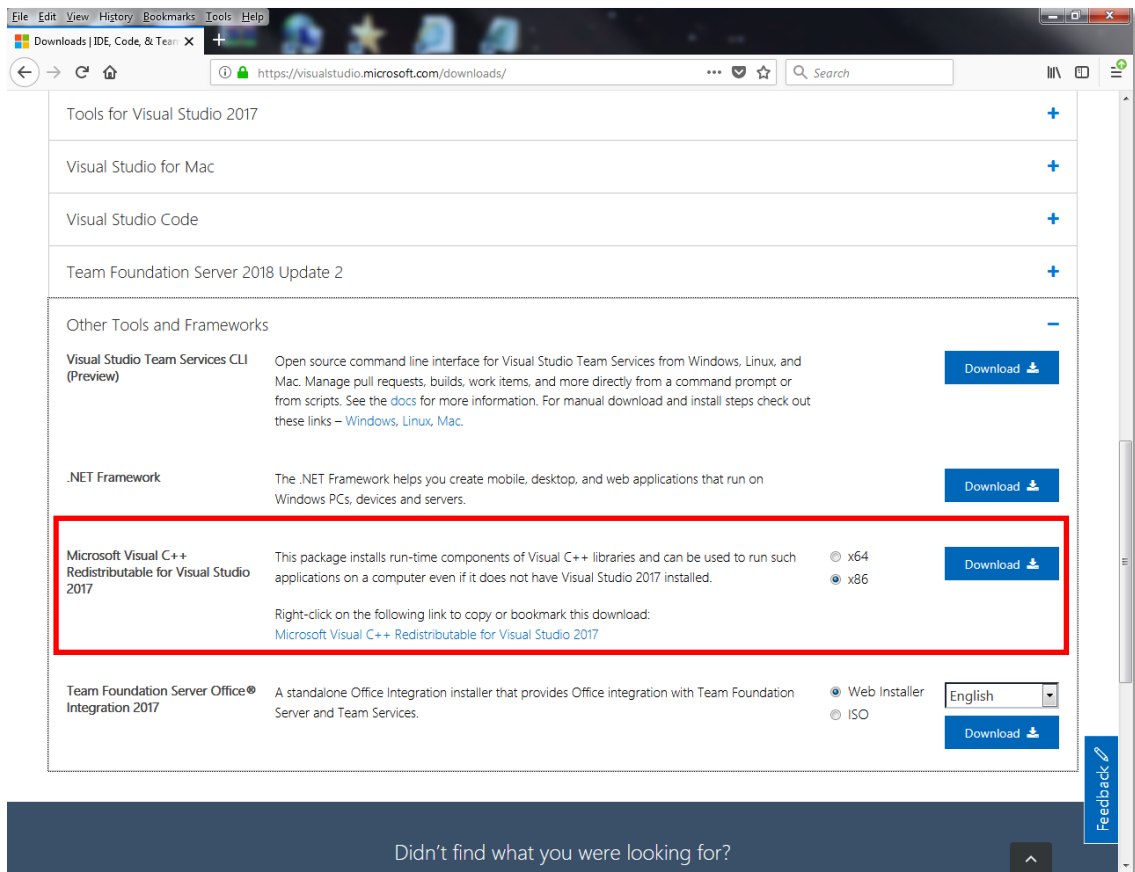 File Edit View History Bookmarks Tools Help
Downloads | IDE, Code, & Team
https://visualstudio.microsoft.com/downloads/
Search
Tools for Visual Studio 2017
Visual Studio for Mac
Visual Studio Code
Team Foundation Server 2018 Update 2
Other Tools and Frameworks
Visual Studio Team Services CLI
(Preview)
Open source command line interface for Visual Studio Team Services from Windows, Linux, and
Mac. Manage pull requests, builds, work items, and more directly from a command prompt or
from scripts. See the docs for more information. For manual download and install steps check out
these links – Windows, Linux, Mac.
Download
.NET Framework
The .NET Framework helps you create mobile, desktop, and web applications that run on
Windows PCs, devices and servers.
Download
Microsoft Visual C++
Redistributable for Visual Studio
2017
This package installs run-time components of Visual C++ libraries and can be used to run such
applications on a computer even if it does not have Visual Studio 2017 installed.
Right-click on the following link to copy or bookmark this download:
Microsoft Visual C++ Redistributable for Visual Studio 2017
x64
x86
Download
Team Foundation Server Office®
Integration 2017
A standalone Office Integration installer that provides Office integration with Team Foundation
Server and Team Services.
Web Installer
ISO
English
Download
Feedback
Didn't find what you were looking for?